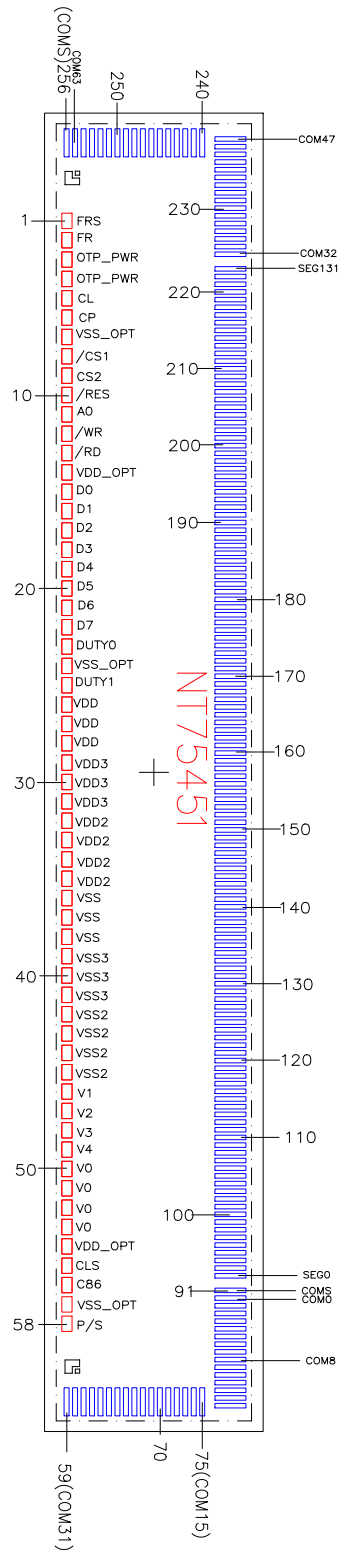 (COMS)256
COM63
250
240
COM47
230
COM32
SEG131
220
210
200
190
180
170
160
150
140
130
120
110
100
SEG0
91
COMS
COM0
COM8
1
FRS
FR
OTP_PWR
OTP_PWR
CL
CP
VSS_OPT
/CS1
CS2
10
/RES
A0
/WR
/RD
VDD_OPT
D0
D1
D2
D3
D4
20
D5
D6
D7
DUTY0
VSS_OPT
DUTY1
VDD
VDD
VDD
VDD3
30
VDD3
VDD3
VDD2
VDD2
VDD2
VDD2
VSS
VSS
VSS
VSS3
40
VSS3
VSS3
VSS2
VSS2
VSS2
VSS2
V1
V2
V3
V4
50
V0
V0
V0
V0
VDD_OPT
CLS
C86
VSS_OPT
58
P/S
NT75451
59(COM31)
70
75(COM15)